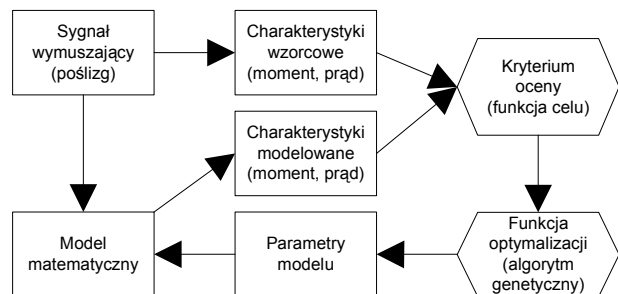 Sygnał
wymuszający
(poślizg)
Charakterystyki
wzorcowe
(moment, prąd)
Kryterium
oceny
(funkcja celu)
Charakterystyki
modelowane
(moment, prąd)
Model
matematyczny
Parametry
modelu
Funkcja
optymalizacji
(algorytm
genetyczny)